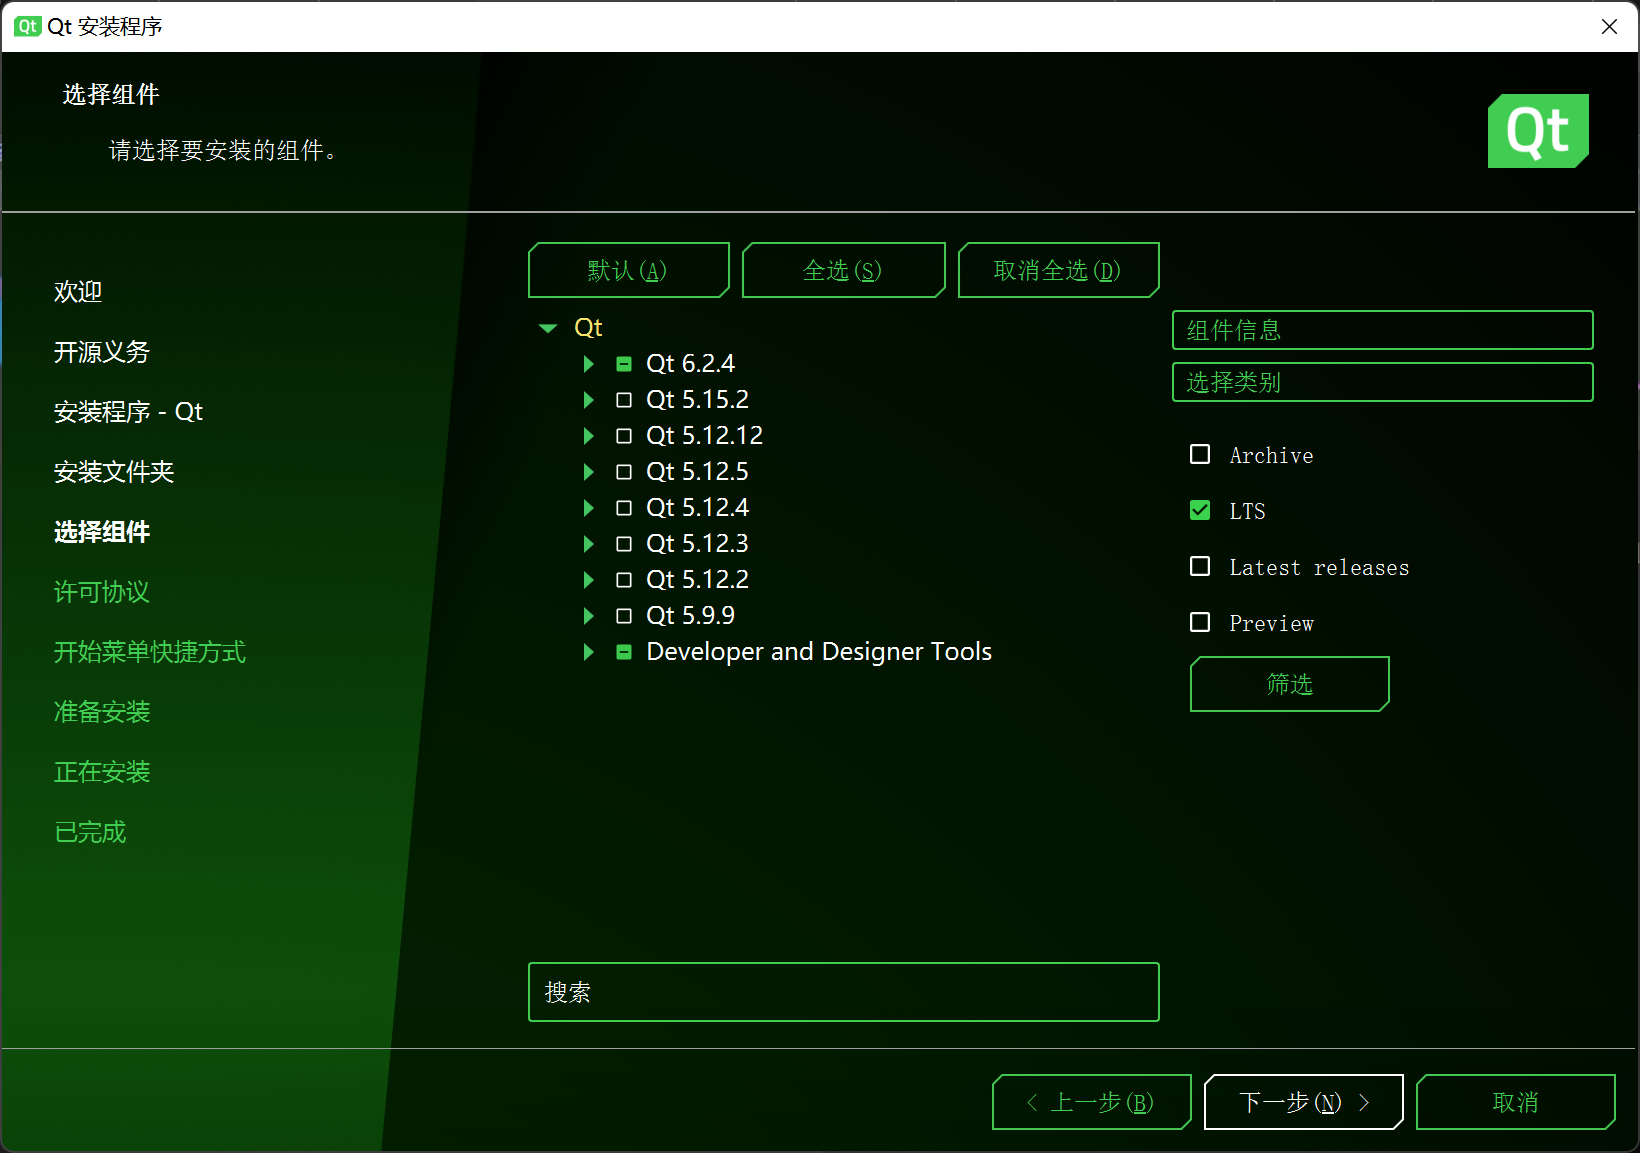 Qt Qt 安装程序
选择组件
请选择要安装的组件。
Qt
欢迎
开源义务
安装程序 - Qt
安装文件夹
选择组件
许可协议
开始菜单快捷方式
准备安装
正在安装
已完成
默认(A)
全选(S)
取消全选(D)
Qt
Qt 6.2.4
Qt 5.15.2
Qt 5.12.12
Qt 5.12.5
Qt 5.12.4
Qt 5.12.3
Qt 5.12.2
Qt 5.9.9
Developer and Designer Tools
组件信息
选择类别
Archive
LTS
Latest releases
Preview
筛选
搜索
上一步(B)
下一步(N)
取消